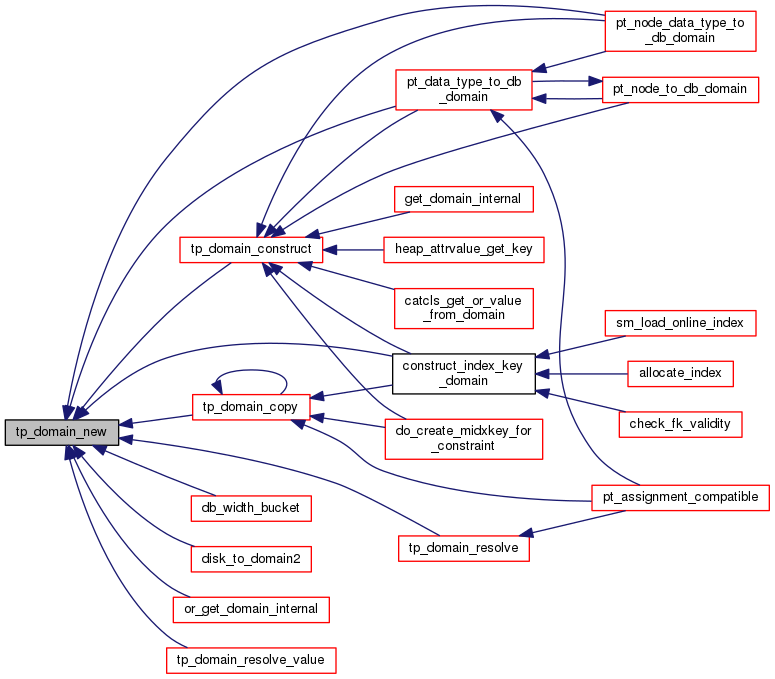 pt_node_data_type_to
_db_domain
pt_data_type_to_db
_domain
pt_node_to_db_domain
get_domain_internal
tp_domain_construct
heap_attrvalue_get_key
catcls_get_or_value
_from_domain
sm_load_online_index
construct_index_key
_domain
allocate_index
tp_domain_copy
check_fk_validity
tp_domain_new
do_create_midxkey_for
_constraint
pt_assignment_compatible
db_width_bucket
tp_domain_resolve
disk_to_domain2
or_get_domain_internal
tp_domain_resolve_value